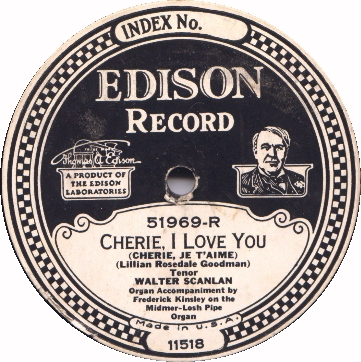 INDEX No.
EDISON
RECORD
TRADE MARK
Thomas A Edison
A PRODUCT OF
THE EDISON
LABORATORIES
51969-R
CHERIE, I LOVE YOU
(CHERIE, JE T'AIME)
(Lillian Rosedale Goodman)
Tenor
WALTER SCANLAN
Organ Accompaniment by
Frederick Kinsley on the
Midmer-Losh Pipe
Organ
Made in U.S.A.
11518